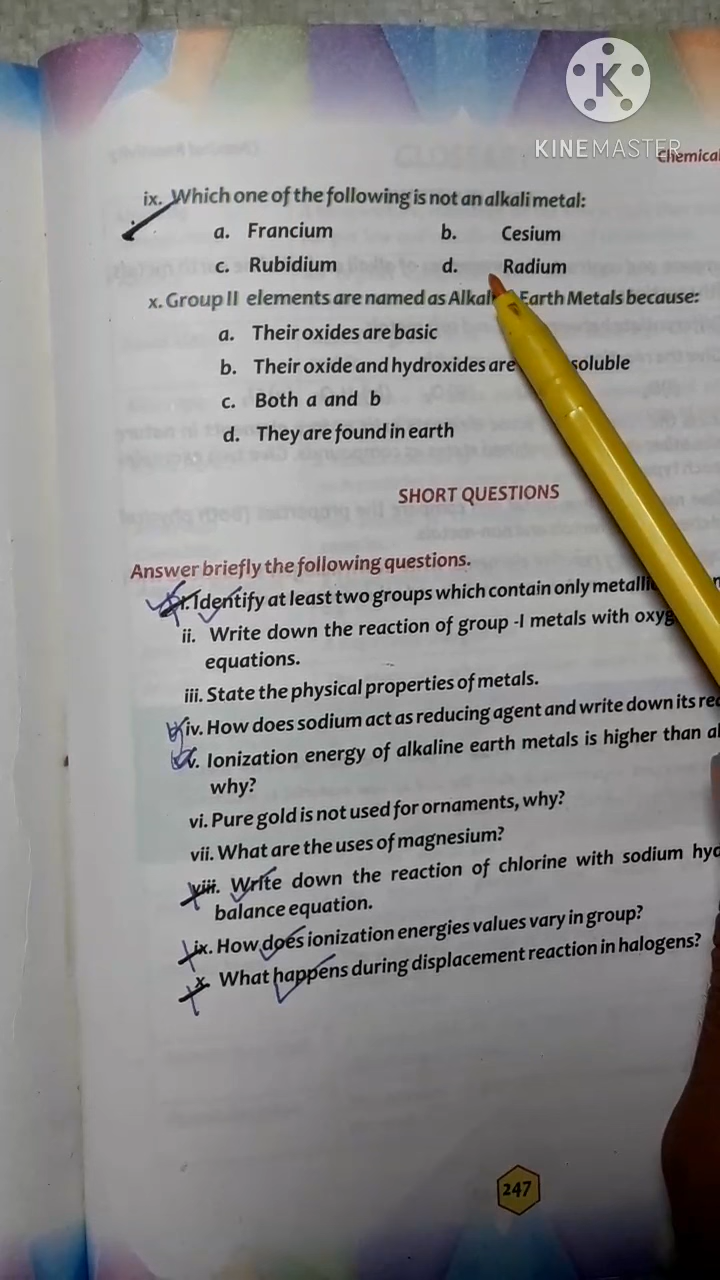 K
KINEMASTER
Chemical
ix. Which one of the following is not an alkali metal:
a. Francium b. Cesium
c. Rubidium d. Radium
x. Group II elements are named as Earth Metals because:
a. Their oxides are basic
b. Their oxide and hydroxides are soluble
c. Both a and b
d. They are found in earth
SHORT QUESTIONS
Answer briefly the following questions.
i. Identify at least two groups which contain only
ii. Write down the reaction of group -I metals with
equations.
iii. State the physical properties of metals.
iv. How does sodium act as reducing agent and write down its
v. Ionization energy of alkaline earth metals is higher than
why?
vi. Pure gold is not used for ornaments, why?
vii. What are the uses of magnesium?
viii. Write down the reaction of chlorine with sodium
balance equation.
ix. How does ionization energies values vary in group?
x. What happens during displacement reaction in halogens?
247